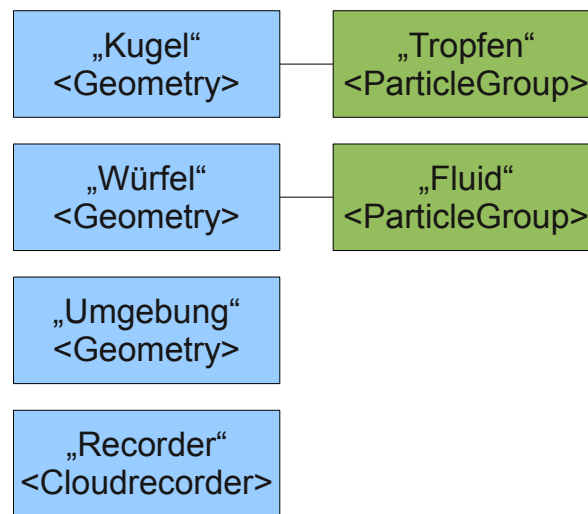 „Kugel“
<Geometry>
„Tropfen“
<ParticleGroup>
„Würfel“
<Geometry>
„Fluid“
<ParticleGroup>
„Umgebung“
<Geometry>
„Recorder“
<Cloudrecorder>